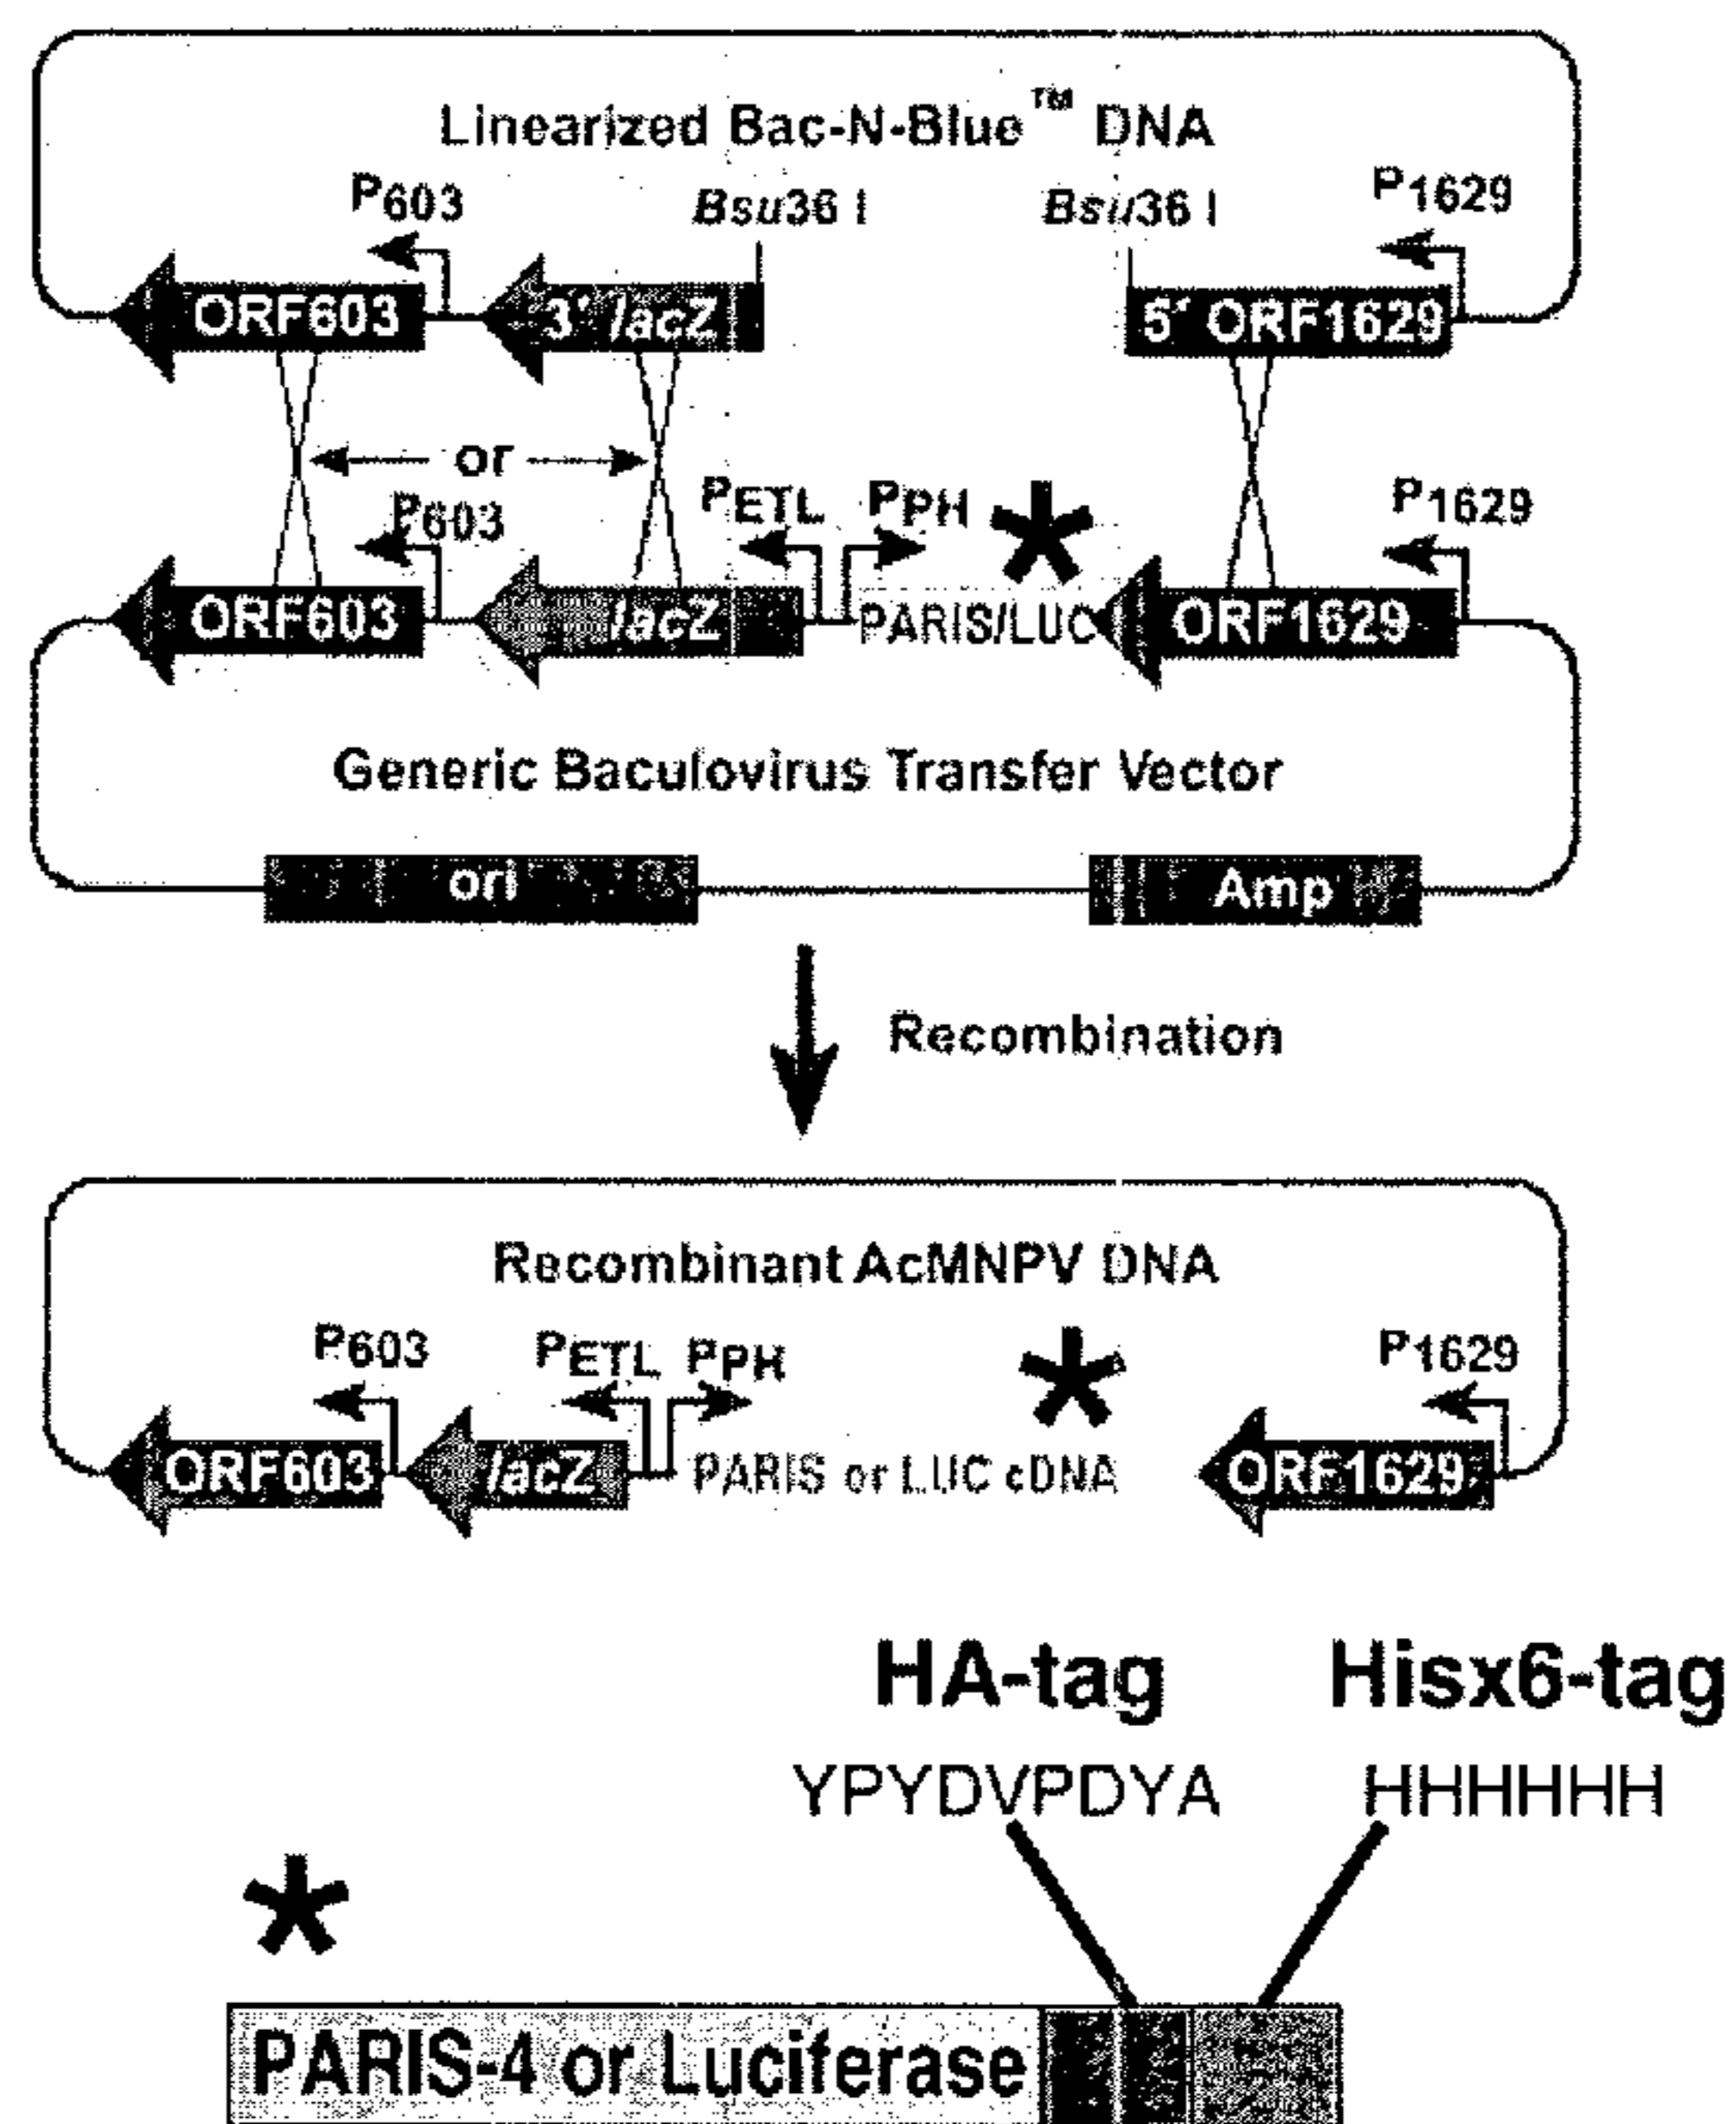 Linearized Bac-N-Blue™ DNA
P603 Bsu36 I Bsu36 I P1629
ORF603 3' lacZ 5' ORF1629
or
P603 PETL PPH * P1629
ORF603 lacZ PARIS/LUC ORF1629
Generic Baculovirus Transfer Vector
ori Amp
Recombination
Recombinant AcMNPV DNA
P603 PETL PPH * P1629
ORF603 lacZ PARIS or LUC cDNA ORF1629
HA-tag Hisx6-tag
YPYDVPDYA HHHHHH
*
PARIS-4 or Luciferase